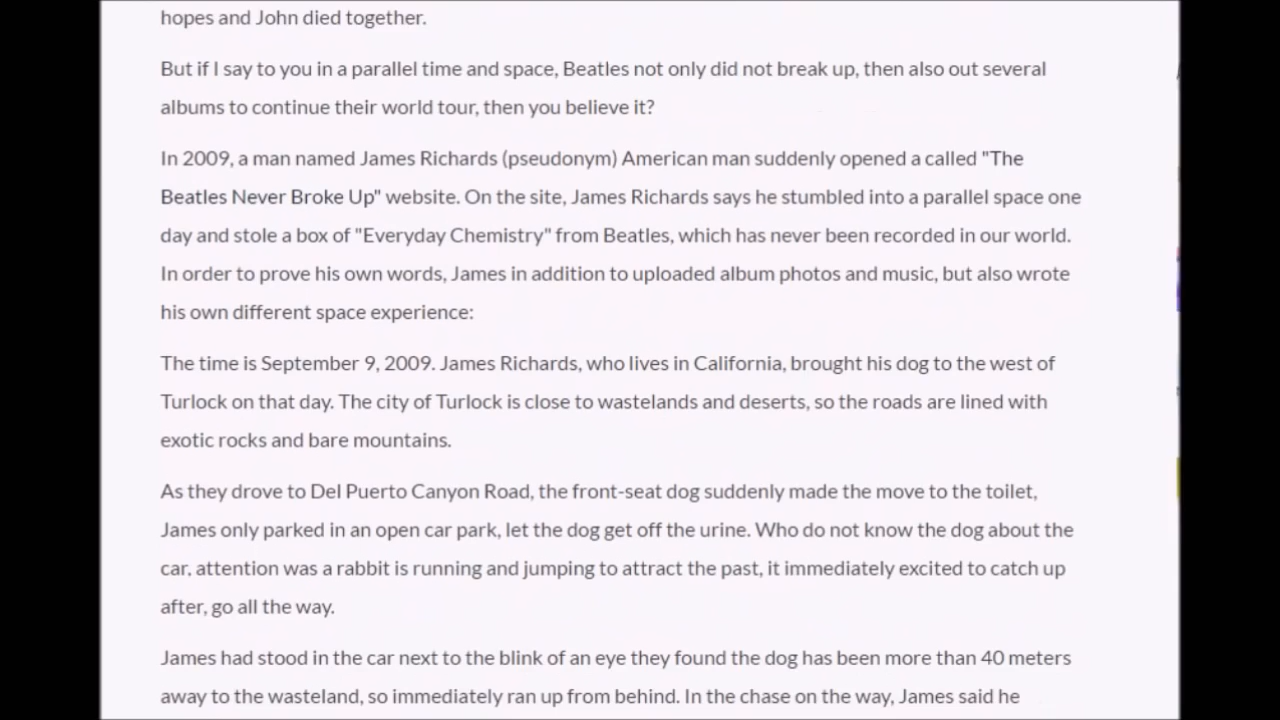 hopes and John died together.
But if I say to you in a parallel time and space, Beatles not only did not break up, then also out several
albums to continue their world tour, then you believe it?
In 2009, a man named James Richards (pseudonym) American man suddenly opened a called "The
Beatles Never Broke Up" website. On the site, James Richards says he stumbled into a parallel space one
day and stole a box of "Everyday Chemistry" from Beatles, which has never been recorded in our world.
In order to prove his own words, James in addition to uploaded album photos and music, but also wrote
his own different space experience:
The time is September 9, 2009. James Richards, who lives in California, brought his dog to the west of
Turlock on that day. The city of Turlock is close to wastelands and deserts, so the roads are lined with
exotic rocks and bare mountains.
As they drove to Del Puerto Canyon Road, the front-seat dog suddenly made the move to the toilet,
James only parked in an open car park, let the dog get off the urine. Who do not know the dog about the
car, attention was a rabbit is running and jumping to attract the past, it immediately excited to catch up
after, go all the way.
James had stood in the car next to the blink of an eye they found the dog has been more than 40 meters
away to the wasteland, so immediately ran up from behind. In the chase on the way, James said he